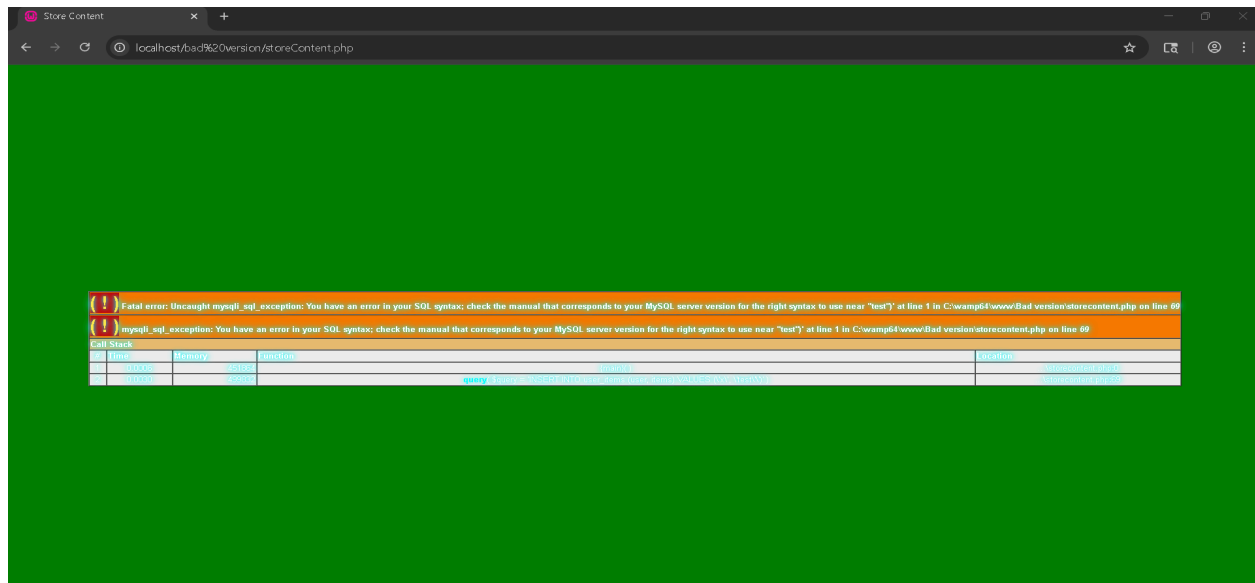 Store Content
localhost/bad%20version/storeContent.php
( ! ) Fatal error: Uncaught mysqli_sql_exception: You have an error in your SQL syntax; check the manual that corresponds to your MySQL server version for the right syntax to use near 'test')' at line 1 in C:\wamp64\www\Bad version\storecontent.php on line 69
( ! ) mysqli_sql_exception: You have an error in your SQL syntax; check the manual that corresponds to your MySQL server version for the right syntax to use near 'test')' at line 1 in C:\wamp64\www\Bad version\storecontent.php on line 69
Call Stack
# Time Memory Function Location
query